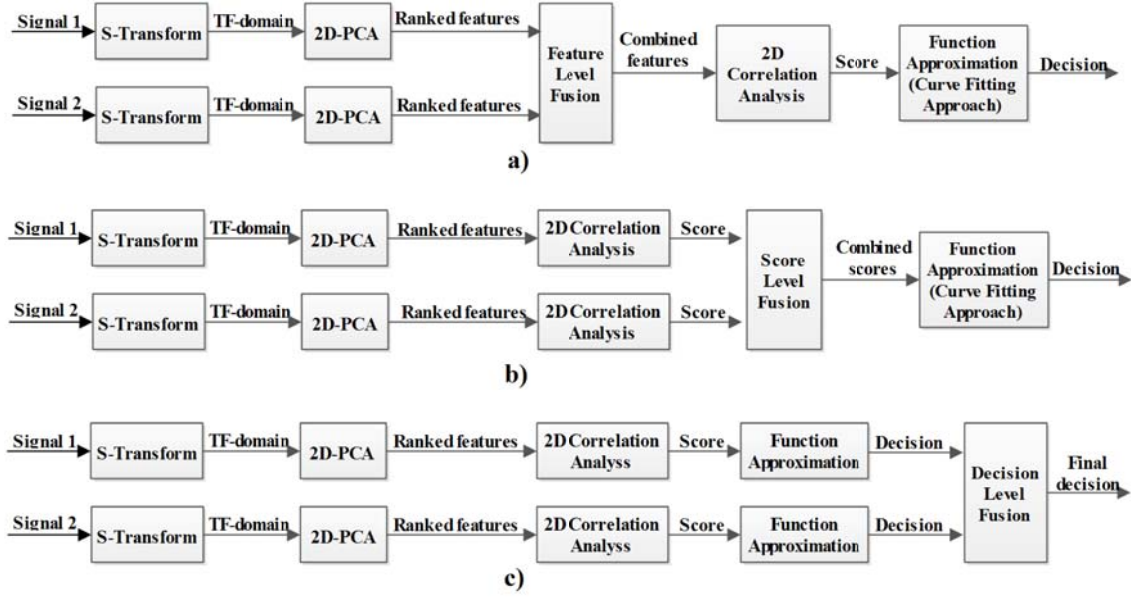 Signal 1
S-Transform
TF-domain
2D-PCA
Ranked features
Signal 2
S-Transform
TF-domain
2D-PCA
Ranked features
Feature
Level
Fusion
Combined
features
2D
Correlation
Analysis
Score
Function
Approximation
(Curve Fitting
Approach)
Decision
a)
Signal 1
S-Transform
TF-domain
2D-PCA
Ranked features
2D Correlation
Analysis
Score
Signal 2
S-Transform
TF-domain
2D-PCA
Ranked features
2D Correlation
Analysis
Score
Score
Level
Fusion
Combined
scores
Function
Approximation
(Curve Fitting
Approach)
Decision
b)
Signal 1
S-Transform
TF-domain
2D-PCA
Ranked features
2D Correlation
Analyss
Score
Function
Approximation
Decision
Signal 2
S-Transform
TF-domain
2D-PCA
Ranked features
2D Correlation
Analyss
Score
Function
Approximation
Decision
Decision
Level
Fusion
Final
decision
c)